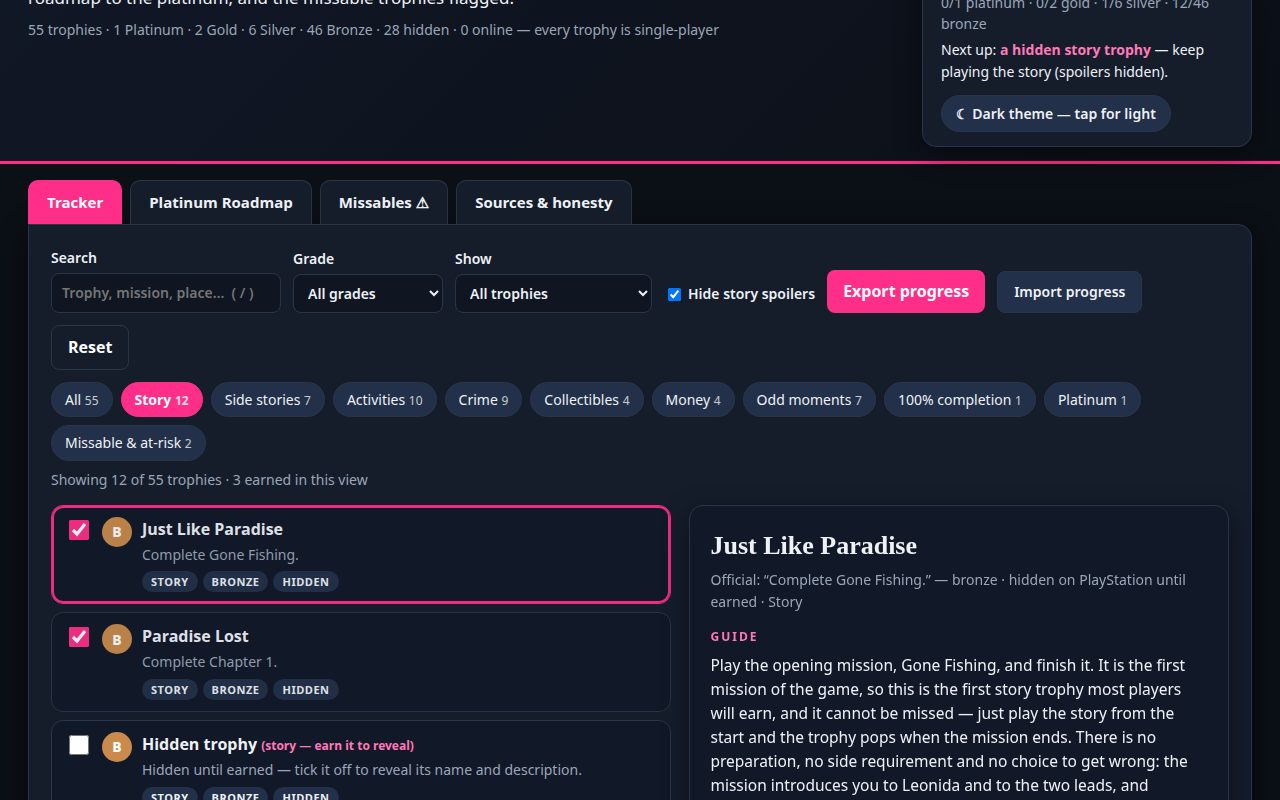 roadmap to the platinum, and the missable trophies flagged.
55 trophies · 1 Platinum · 2 Gold · 6 Silver · 46 Bronze · 28 hidden · 0 online — every trophy is single-player
0/1 platinum · 0/2 gold · 1/6 silver · 12/46
bronze
Next up: a hidden story trophy — keep
playing the story (spoilers hidden).
☾ Dark theme — tap for light
Tracker
Platinum Roadmap
Missables ⚠
Sources & honesty
Search
Grade
Show
Trophy, mission, place… ( / )
All grades
All trophies
Hide story spoilers
Export progress
Import progress
Reset
All 55
Story 12
Side stories 7
Activities 10
Crime 9
Collectibles 4
Money 4
Odd moments 7
100% completion 1
Platinum 1
Missable & at-risk 2
Showing 12 of 55 trophies · 3 earned in this view
B
Just Like Paradise
Complete Gone Fishing.
STORY BRONZE HIDDEN
B
Paradise Lost
Complete Chapter 1.
STORY BRONZE HIDDEN
B
Hidden trophy (story — earn it to reveal)
Hidden until earned — tick it off to reveal its name and description.
STORY BRONZE HIDDEN
Just Like Paradise
Official: “Complete Gone Fishing.” — bronze · hidden on PlayStation until
earned · Story
GUIDE
Play the opening mission, Gone Fishing, and finish it. It is the first
mission of the game, so this is the first story trophy most players
will earn, and it cannot be missed — just play the story from the
start and the trophy pops when the mission ends. There is no
preparation, no side requirement and no choice to get wrong: the
mission introduces you to Leonida and to the two leads, and